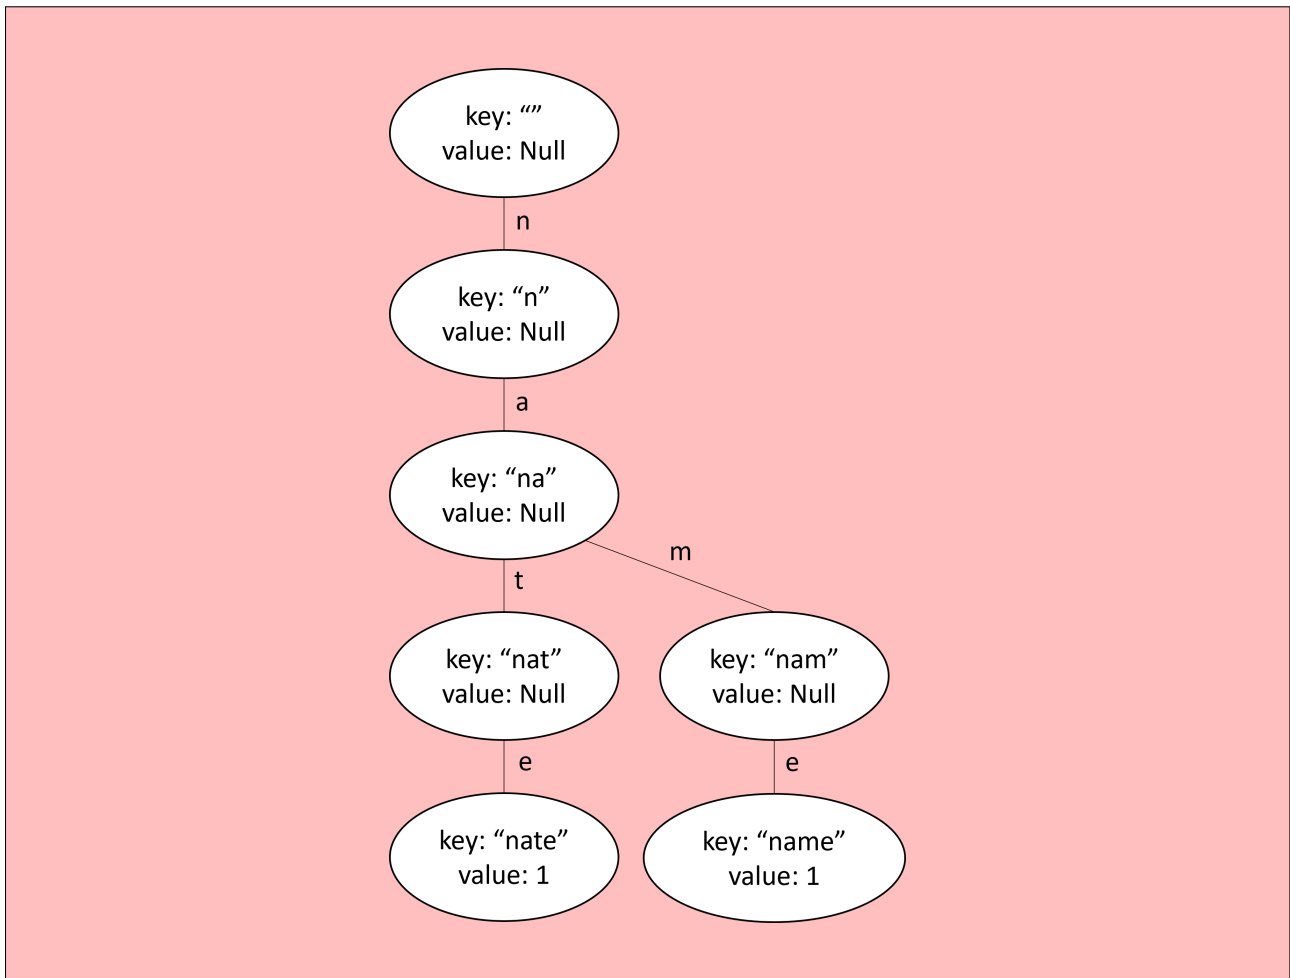 key: “”
value: Null
n
key: “n”
value: Null
a
key: “na”
value: Null
m
t
key: “nat”
value: Null
key: “nam”
value: Null
e
e
key: “nate”
value: 1
key: “name”
value: 1